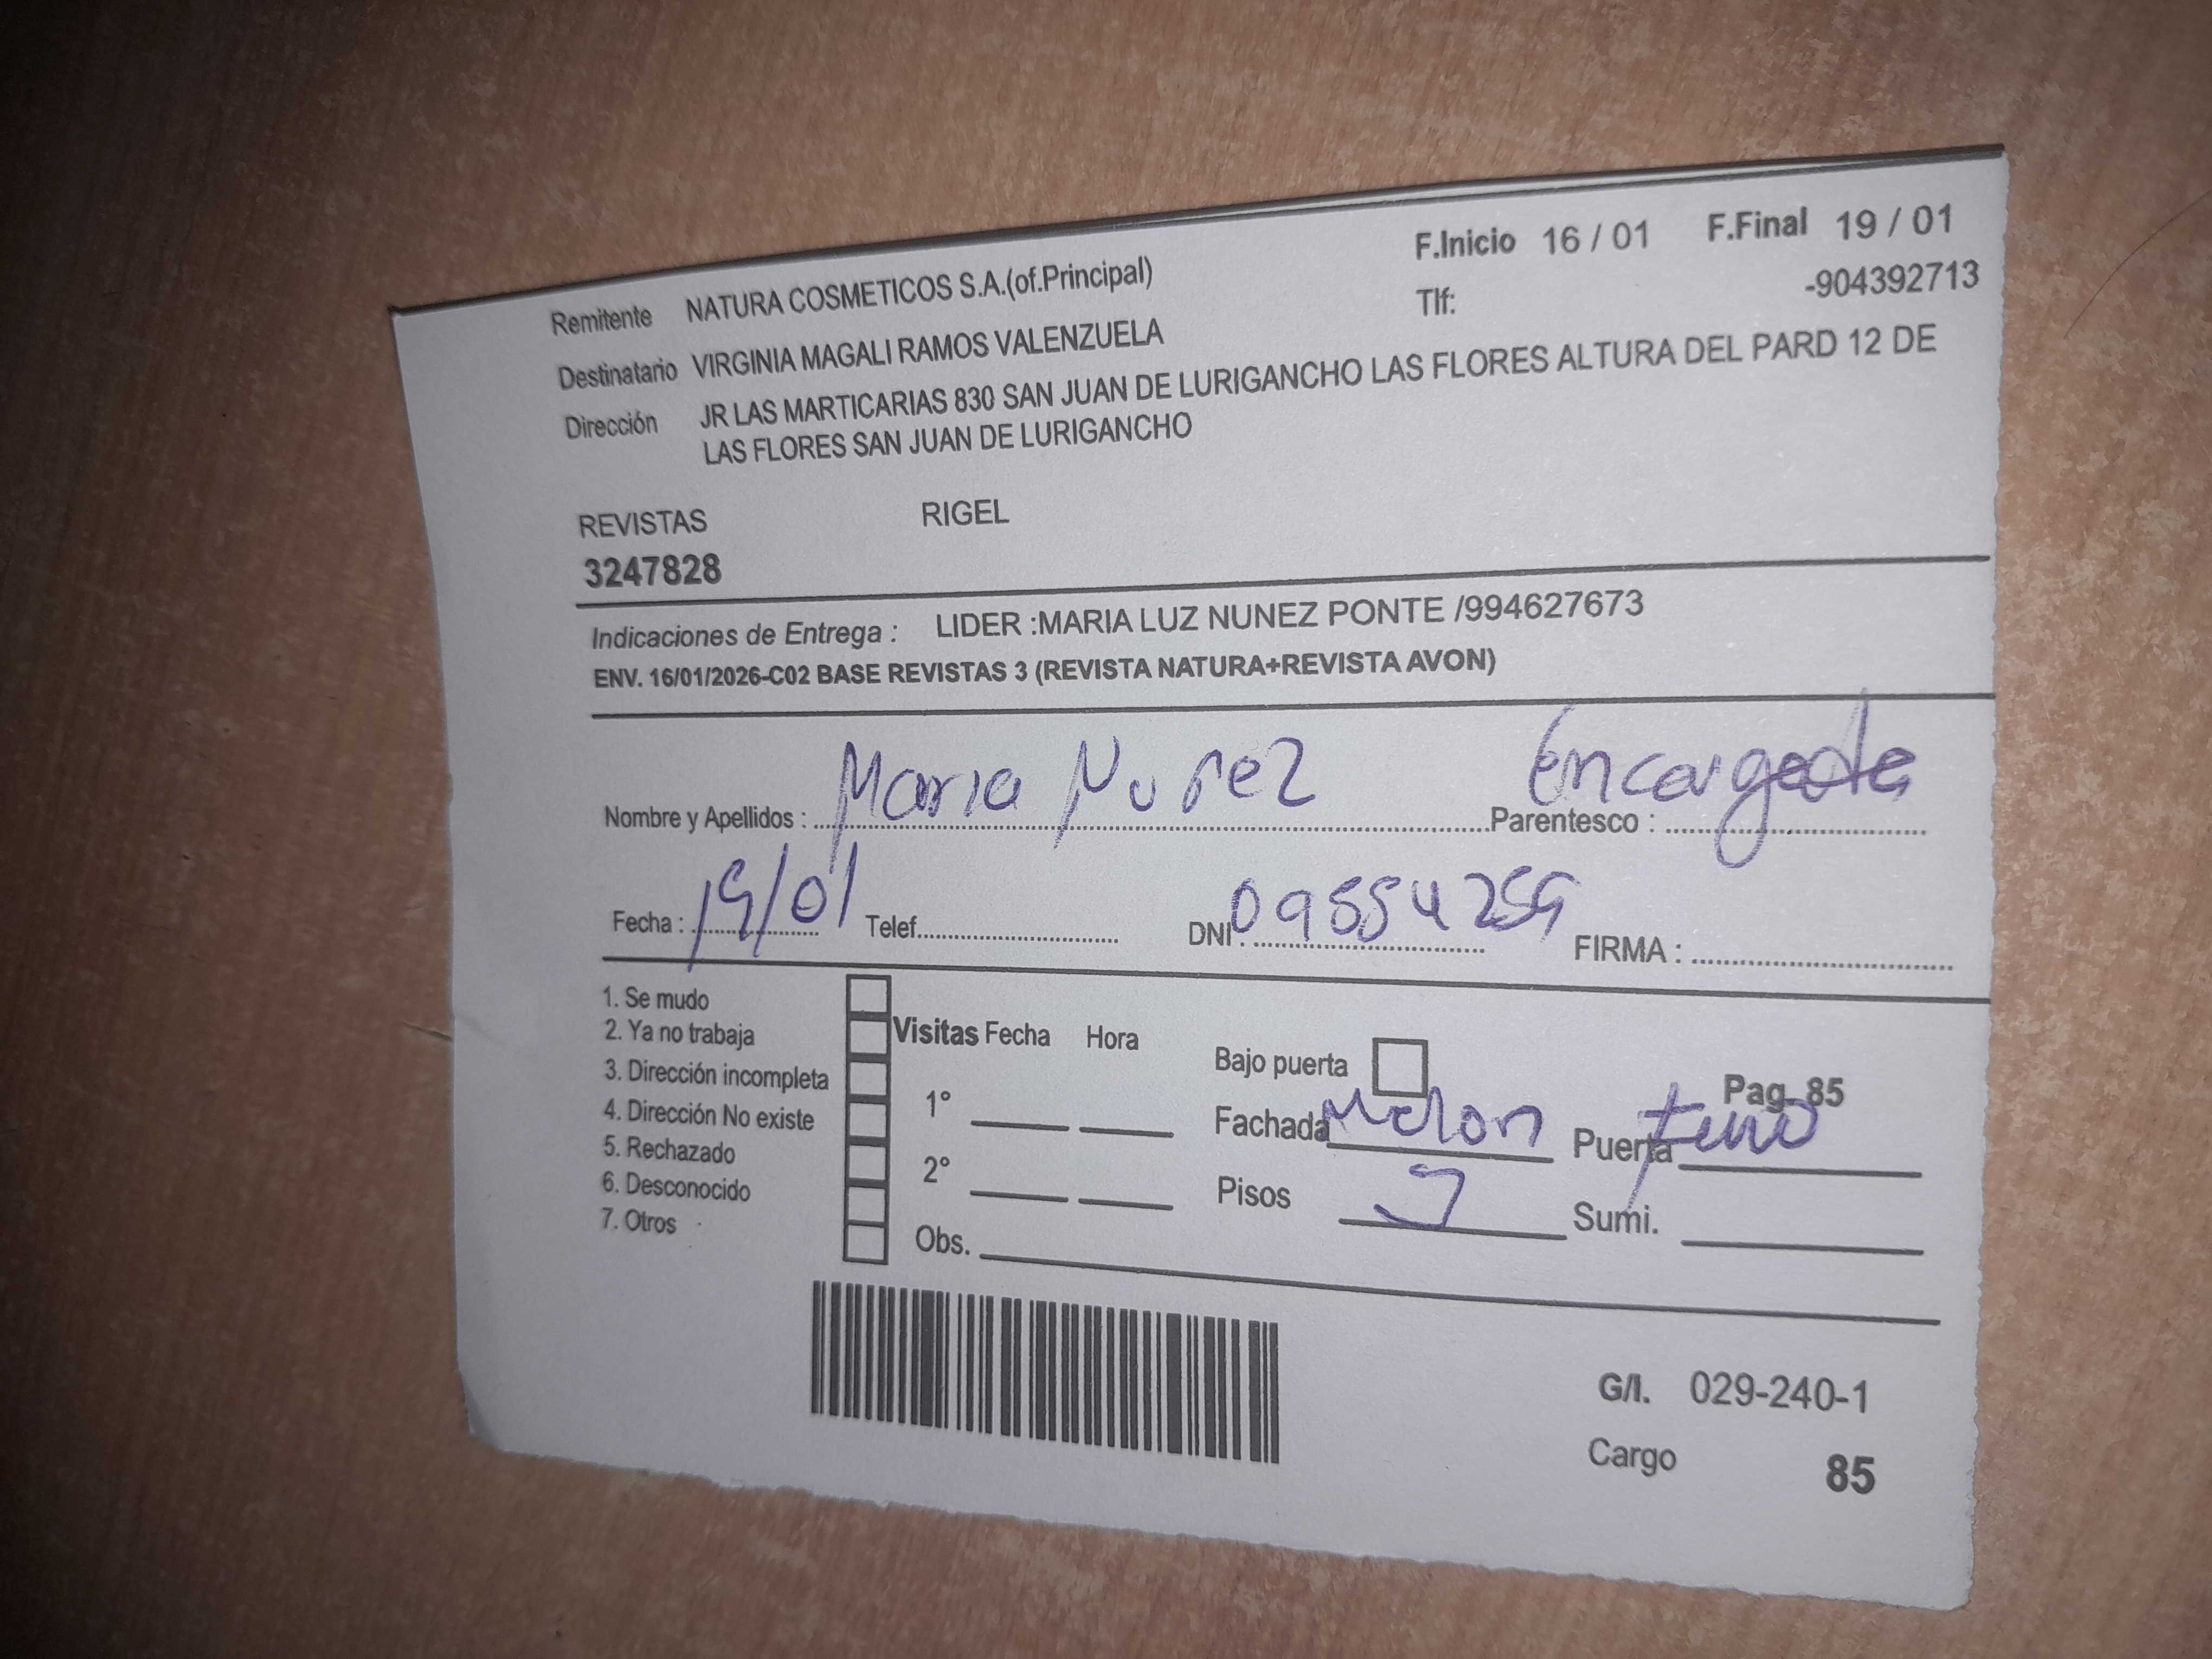 F.Inicio 16 / 01 F.Final 19 / 01
Remitente NATURA COSMETICOS S.A.(of.Principal) Tlf: -904392713
Destinatario VIRGINIA MAGALI RAMOS VALENZUELA
Dirección JR LAS MARTICARIAS 830 SAN JUAN DE LURIGANCHO LAS FLORES ALTURA DEL PARD 12 DE
LAS FLORES SAN JUAN DE LURIGANCHO
REVISTAS RIGEL
3247828
Indicaciones de Entrega : LIDER :MARIA LUZ NUNEZ PONTE /994627673
ENV. 16/01/2026-C02 BASE REVISTAS 3 (REVISTA NATURA+REVISTA AVON)
Nombre y Apellidos : Maria Nuñez Parentesco : Encargada
Fecha : 19/01 Telef. DNI : FIRMA :
1. Se mudo
2. Ya no trabaja Visitas Fecha Hora Bajo puerta
3. Dirección incompleta Pag. 85
4. Dirección No existe 1° Fachada Melon Puerta
5. Rechazado
6. Desconocido 2° Pisos Sumi.
7. Otros Obs.
G/I. 029-240-1
Cargo 85